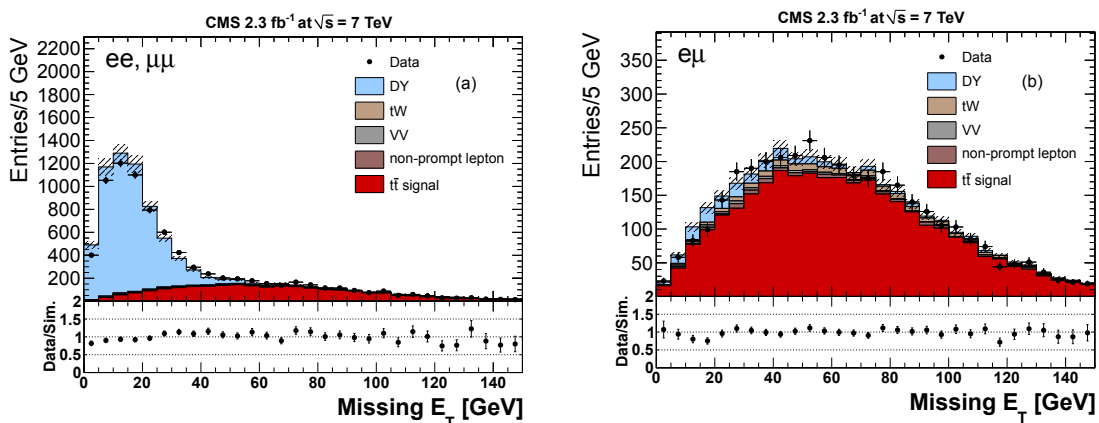 CMS 2.3 fb⁻¹ at √s = 7 TeV
Entries/5 GeV
2200
2000
1800
1600
1400
1200
1000
800
600
400
200
2
ee, μμ
(a)
Data
DY
tW
VV
non-prompt lepton
tt̄ signal
Data/Sim.
1.5
1
0.5
0 20 40 60 80 100 120 140
Missing E_T [GeV]
CMS 2.3 fb⁻¹ at √s = 7 TeV
Entries/5 GeV
350
300
250
200
150
100
50
2
eμ
(b)
Data
DY
tW
VV
non-prompt lepton
tt̄ signal
Data/Sim.
1.5
1
0.5
0 20 40 60 80 100 120 140
Missing E_T [GeV]